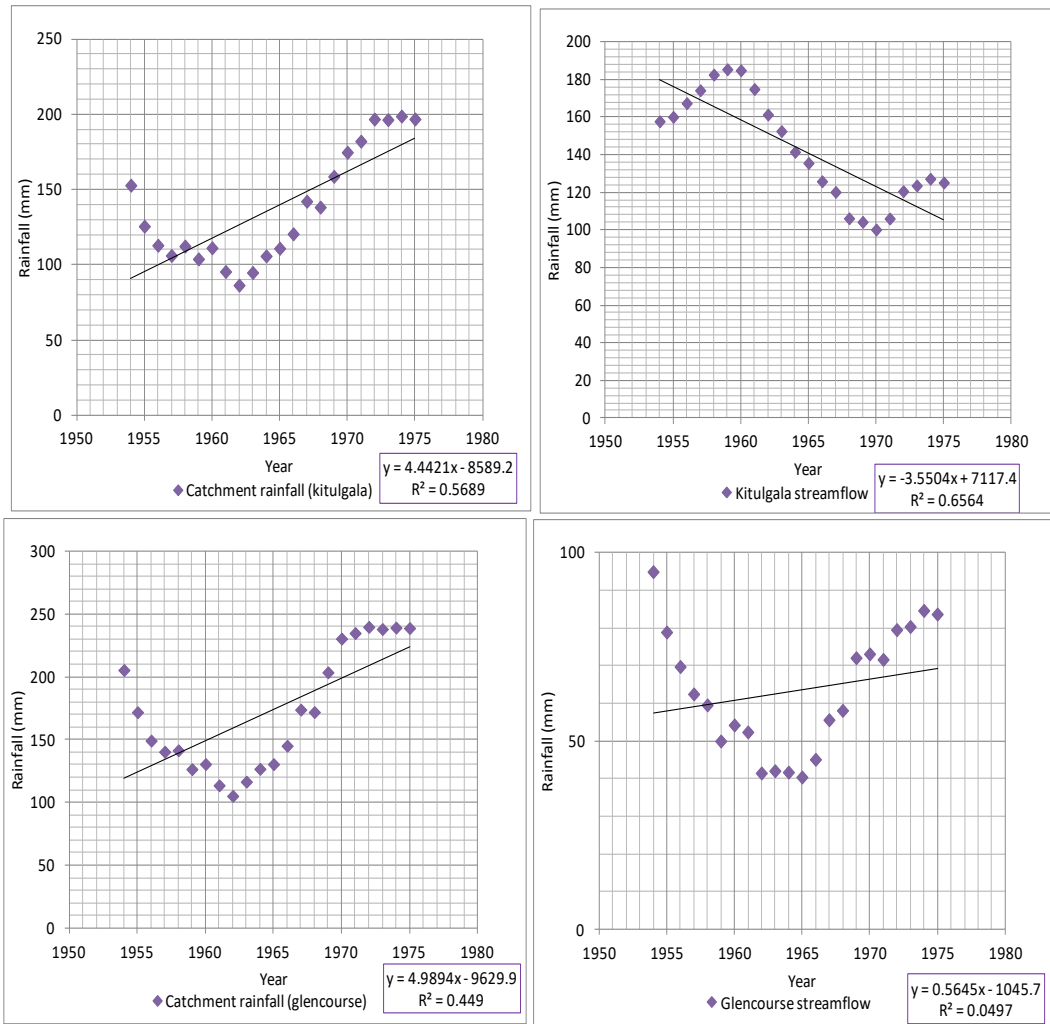 250
200
150
100
50
0
Rainfall (mm)
1950 1955 1960 1965 1970 1975 1980
Year
Catchment rainfall (kitulgala)
y = 4.4421x - 8589.2
R² = 0.5689
200
180
160
140
120
100
80
60
40
20
0
Rainfall (mm)
1950 1955 1960 1965 1970 1975 1980
Year
Kitulgala streamflow
y = -3.5504x + 7117.4
R² = 0.6564
300
250
200
150
100
50
0
Rainfall (mm)
1950 1955 1960 1965 1970 1975 1980
Year
Catchment rainfall (glencourse)
y = 4.9894x - 9629.9
R² = 0.449
100
50
0
Rainfall (mm)
1950 1955 1960 1965 1970 1975 1980
Year
Glencourse streamflow
y = 0.5645x - 1045.7
R² = 0.0497